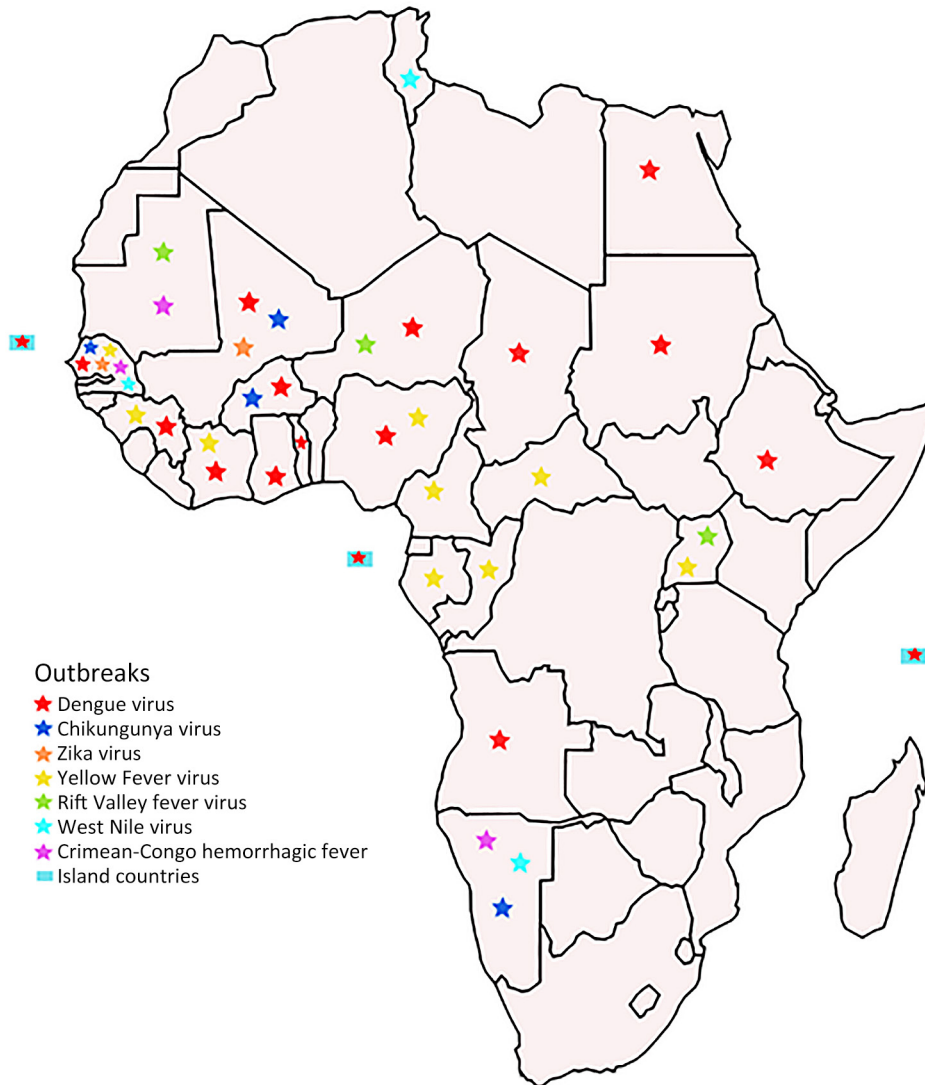 Outbreaks
Dengue virus
Chikungunya virus
Zika virus
Yellow Fever virus
Rift Valley fever virus
West Nile virus
Crimean-Congo hemorrhagic fever
Island countries